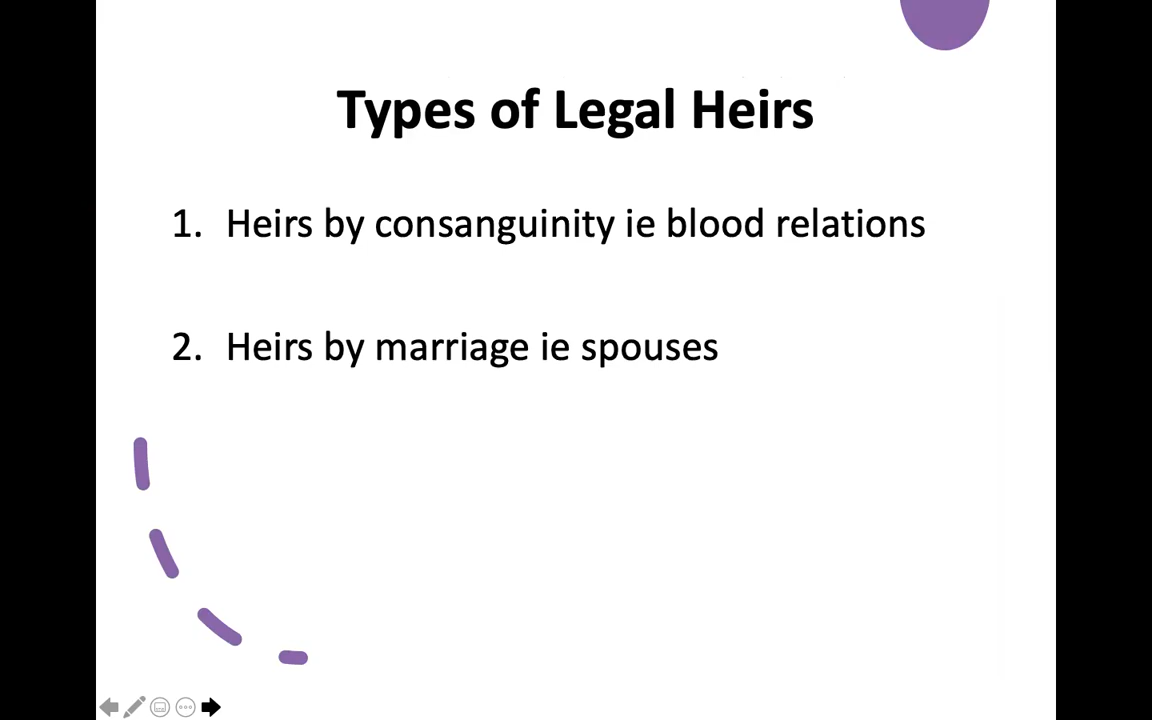 Types of Legal Heirs
1. Heirs by consanguinity ie blood relations
2. Heirs by marriage ie spouses